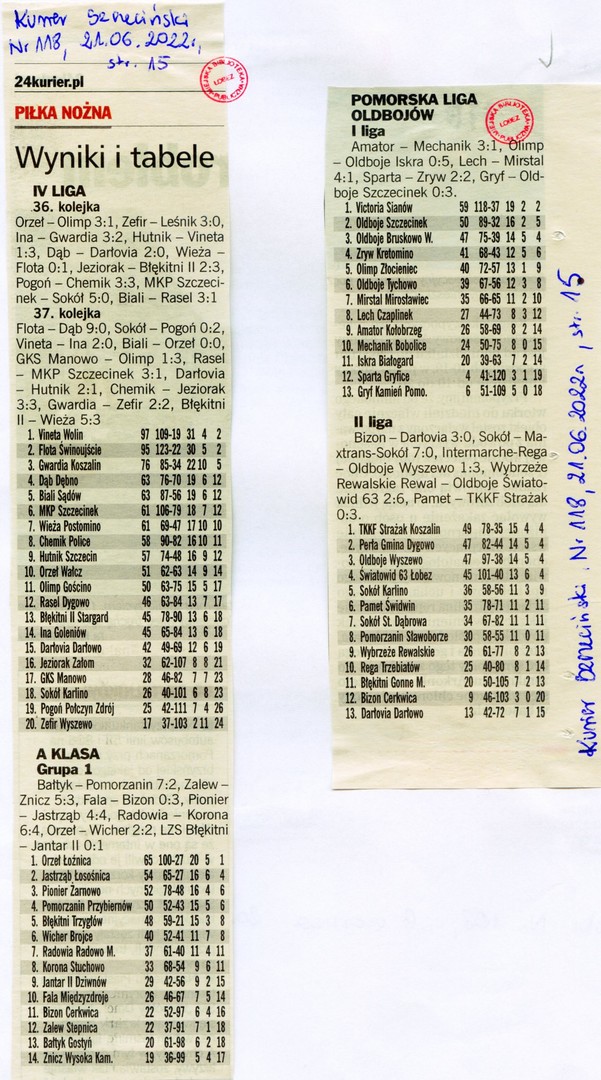 Kurier Szczeciński
Nr 118, 21.06.2022r,
str. 15
24kurier.pl
PIŁKA NOŻNA
Wyniki i tabele
IV LIGA
36. kolejka
Orzeł – Olimp 3:1, Zefir – Leśnik 3:0,
Ina – Gwardia 3:2, Hutnik – Vineta
1:3, Dąb – Darłovia 2:0, Wieża –
Flota 0:1, Jeziorak – Błękitni II 2:3,
Pogoń – Chemik 3:3, MKP Szczeci-
nek – Sokół 5:0, Biali – Rasel 3:1
37. kolejka
Flota – Dąb 9:0, Sokół – Pogoń 0:2,
Vineta – Ina 2:0, Biali – Orzeł 0:0,
GKS Manowo – Olimp 1:3, Rasel
– MKP Szczecinek 3:1, Darłovia
– Hutnik 2:1, Chemik – Jeziorak
3:3, Gwardia – Zefir 2:2, Błękitni
II – Wieża 5:3
1. Vineta Wolin 97 109-19 31 4 2
2. Flota Świnoujście 95 123-22 30 5 2
3. Gwardia Koszalin 76 85-34 22 10 5
4. Dąb Dębno 63 76-70 19 6 12
5. Biali Sądów 63 87-56 19 6 12
6. MKP Szczecinek 61 106-79 18 7 12
7. Wieża Postomino 61 69-47 17 10 10
8. Chemik Police 58 90-82 16 10 11
9. Hutnik Szczecin 57 74-48 16 9 12
10. Orzeł Wałcz 51 62-63 14 9 14
11. Olimp Gościno 50 63-75 15 5 17
12. Rasel Dygowo 46 63-84 13 7 17
13. Błękitni II Stargard 45 78-90 13 6 18
14. Ina Goleniów 45 65-84 13 6 18
15. Darłovia Darłowo 42 49-69 12 6 19
16. Jeziorak Załom 32 62-107 8 8 21
17. GKS Manowo 28 46-82 7 7 23
18. Sokół Karlino 26 40-101 6 8 23
19. Pogoń Połczyn Zdrój 25 42-111 7 4 26
20. Zefir Wyszewo 17 37-103 2 11 24
A KLASA
Grupa 1
Bałtyk – Pomorzanin 7:2, Zalew –
Znicz 5:3, Fala – Bizon 0:3, Pionier
– Jastrząb 4:4, Radowia – Korona
6:4, Orzeł – Wicher 2:2, LZS Błękitni
– Jantar II 0:1
1. Orzeł Łoźnica 65 100-27 20 5 1
2. Jastrząb Łosośnica 54 65-27 16 6 4
3. Pionier Żarnowo 52 78-48 16 4 6
4. Pomorzanin Przybiernów 50 52-43 15 5 6
5. Błękitni Trzygłów 48 59-21 15 3 8
6. Wicher Brojce 40 52-41 11 7 8
7. Radowia Radowo M. 37 61-40 11 4 11
8. Korona Stuchowo 33 68-54 9 6 11
9. Jantar II Dziwnów 29 42-56 9 2 15
10. Fala Międzyzdroje 26 46-67 7 5 14
11. Bizon Cerkwica 22 52-97 6 4 16
12. Zalew Stepnica 22 37-91 7 1 18
13. Bałtyk Gostyń 20 61-98 6 2 18
14. Znicz Wysoka Kam. 19 36-99 5 4 17
POMORSKA LIGA
OLDBOJÓW
I liga
Amator – Mechanik 3:1, Olimp
– Oldboje Iskra 0:5, Lech – Mirstal
4:1, Sparta – Zryw 2:2, Gryf – Old-
boje Szczecinek 0:3.
1. Victoria Sianów 59 118-37 19 2 2
2. Oldboje Szczecinek 50 89-32 16 2 5
3. Oldboje Bruskowo W. 47 75-39 14 5 4
4. Zryw Kretomino 41 68-43 12 5 6
5. Olimp Złocieniec 40 72-57 13 1 9
6. Oldboje Tychowo 39 67-56 12 3 8
7. Mirstal Mirosławiec 35 66-65 11 2 10
8. Lech Czaplinek 27 44-73 8 3 12
9. Amator Kołobrzeg 26 58-69 8 2 14
10. Mechanik Bobolice 24 50-75 8 0 15
11. Iskra Białogard 20 39-63 7 2 14
12. Sparta Gryfice 4 41-120 3 1 19
13. Gryf Kamień Pomo. 6 51-109 5 0 18
II liga
Bizon – Darłovia 3:0, Sokół – Ma-
xtrans-Sokół 7:0, Intermarche-Rega
– Oldboje Wyszewo 1:3, Wybrzeże
Rewalskie Rewal – Oldboje Świato-
wid 63 2:6, Pamet – TKKF Strażak
0:3.
1. TKKF Strażak Koszalin 49 78-35 15 4 4
2. Perła Gmina Dygowo 47 82-44 14 5 4
3. Oldboje Wyszewo 47 97-38 14 5 4
4. Światowid 63 Łobez 45 101-40 13 6 4
5. Sokół Karlino 36 58-56 11 3 9
6. Pamet Świdwin 35 78-71 11 2 11
7. Sokół St. Dąbrowa 34 67-82 11 1 11
8. Pomorzanin Sławoborze 30 58-55 11 0 11
9. Wybrzeże Rewalskie 26 61-77 8 2 13
10. Rega Trzebiatów 25 40-80 8 1 14
11. Błękitni Gonne M. 20 50-105 7 2 13
12. Bizon Cerkwica 9 46-103 3 0 20
13. Darłovia Darłowo 13 42-72 7 1 15
Kurier Szczeciński, Nr 118, 21.06.2022r, str. 15